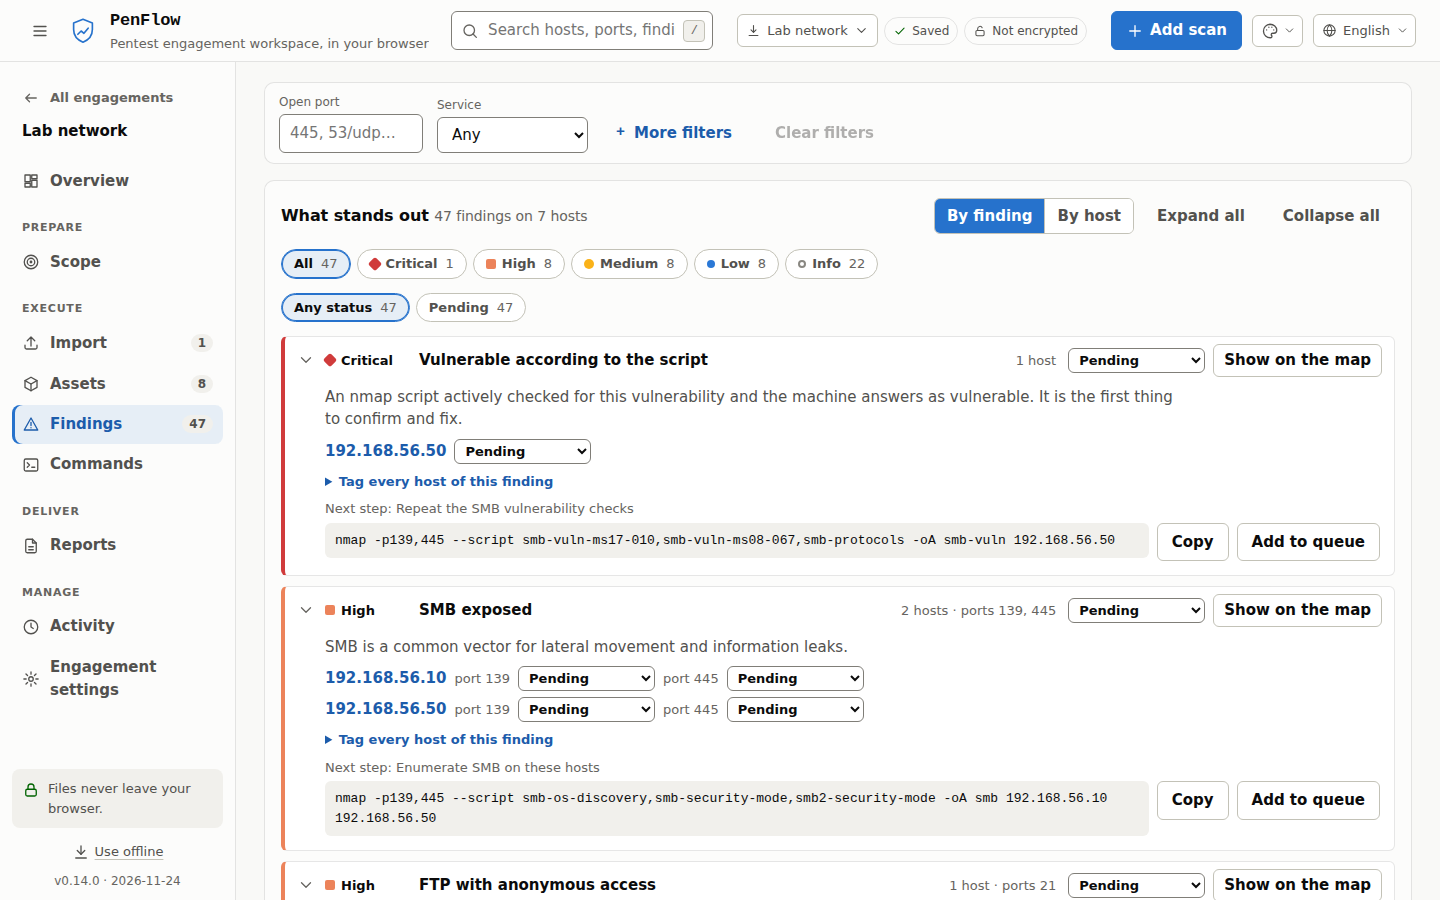 PenFlow
Pentest engagement workspace, in your browser
Search hosts, ports, findi
/
Lab network
Saved
Not encrypted
Add scan
English
All engagements
Lab network
Overview
PREPARE
Scope
EXECUTE
Import 1
Assets 8
Findings 47
Commands
DELIVER
Reports
MANAGE
Activity
Engagement
settings
Files never leave your
browser.
Use offline
v0.14.0 · 2026-11-24
Open port
445, 53/udp...
Service
Any
+ More filters
Clear filters
What stands out 47 findings on 7 hosts
By finding
By host
Expand all
Collapse all
All 47
Critical 1
High 8
Medium 8
Low 8
Info 22
Any status 47
Pending 47
Critical
Vulnerable according to the script
1 host
Pending
Show on the map
An nmap script actively checked for this vulnerability and the machine answers as vulnerable. It is the first thing
to confirm and fix.
192.168.56.50
Pending
Tag every host of this finding
Next step: Repeat the SMB vulnerability checks
nmap -p139,445 --script smb-vuln-ms17-010,smb-vuln-ms08-067,smb-protocols -oA smb-vuln 192.168.56.50
Copy
Add to queue
High
SMB exposed
2 hosts · ports 139, 445
Pending
Show on the map
SMB is a common vector for lateral movement and information leaks.
192.168.56.10 port 139 Pending port 445 Pending
192.168.56.50 port 139 Pending port 445 Pending
Tag every host of this finding
Next step: Enumerate SMB on these hosts
nmap -p139,445 --script smb-os-discovery,smb-security-mode,smb2-security-mode -oA smb 192.168.56.10
192.168.56.50
Copy
Add to queue
High
FTP with anonymous access
1 host · ports 21
Pending
Show on the map